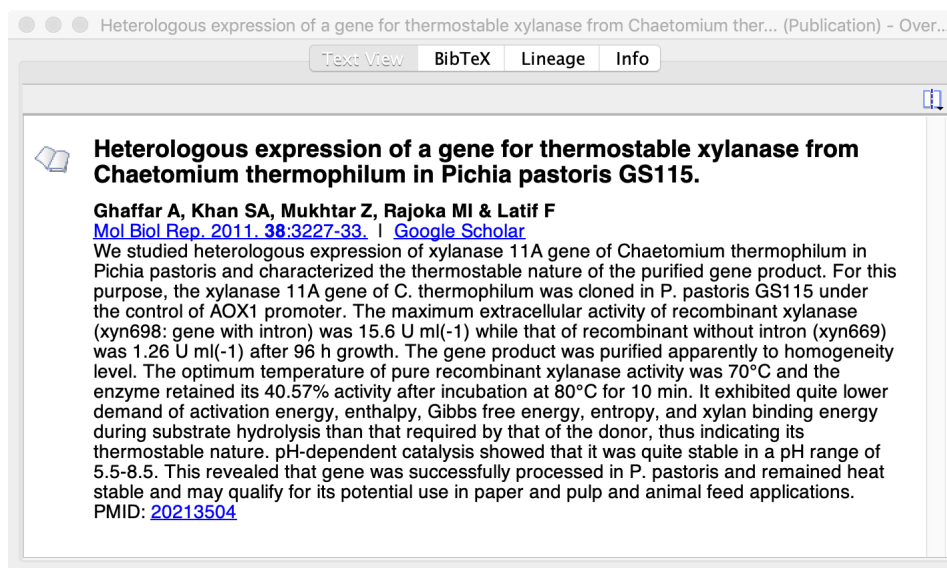 Heterologous expression of a gene for thermostable xylanase from Chaetomium ther... (Publication) - Over...
Text View BibTeX Lineage Info
Heterologous expression of a gene for thermostable xylanase from
Chaetomium thermophilum in Pichia pastoris GS115.
Ghaffar A, Khan SA, Mukhtar Z, Rajoka MI & Latif F
Mol Biol Rep. 2011. 38:3227-33. | Google Scholar
We studied heterologous expression of xylanase 11A gene of Chaetomium thermophilum in
Pichia pastoris and characterized the thermostable nature of the purified gene product. For this
purpose, the xylanase 11A gene of C. thermophilum was cloned in P. pastoris GS115 under
the control of AOX1 promoter. The maximum extracellular activity of recombinant xylanase
(xyn698: gene with intron) was 15.6 U ml(-1) while that of recombinant without intron (xyn669)
was 1.26 U ml(-1) after 96 h growth. The gene product was purified apparently to homogeneity
level. The optimum temperature of pure recombinant xylanase activity was 70°C and the
enzyme retained its 40.57% activity after incubation at 80°C for 10 min. It exhibited quite lower
demand of activation energy, enthalpy, Gibbs free energy, entropy, and xylan binding energy
during substrate hydrolysis than that required by that of the donor, thus indicating its
thermostable nature. pH-dependent catalysis showed that it was quite stable in a pH range of
5.5-8.5. This revealed that gene was successfully processed in P. pastoris and remained heat
stable and may qualify for its potential use in paper and pulp and animal feed applications.
PMID: 20213504